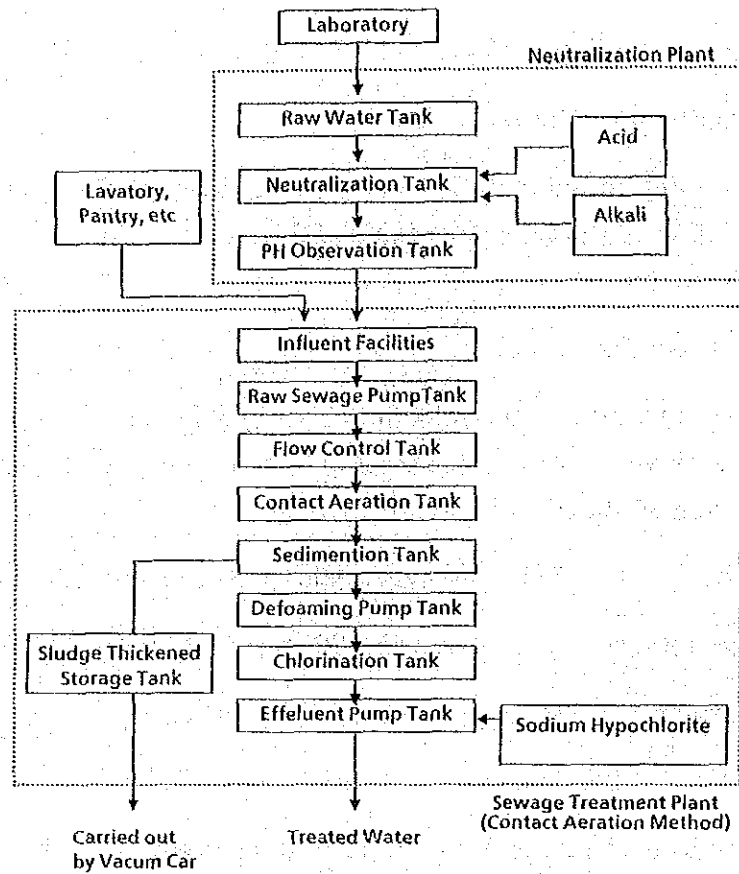 Laboratory
Neutralization Plant
Raw Water Tank
Acid
Neutralization Tank
Lavatory,
Pantry, etc
Alkali
PH Observation Tank
Influent Facilities
Raw Sewage PumpTank
Flow Control Tank
Contact Aeration Tank
Sedimention Tank
Defoaming Pump Tank
Sludge Thickened
Storage Tank
Chlorination Tank
Effeluent Pump Tank
Sodium Hypochlorite
Sewage Treatment Plant
(Contact Aeration Method)
Carried out
by Vacum Car
Treated Water